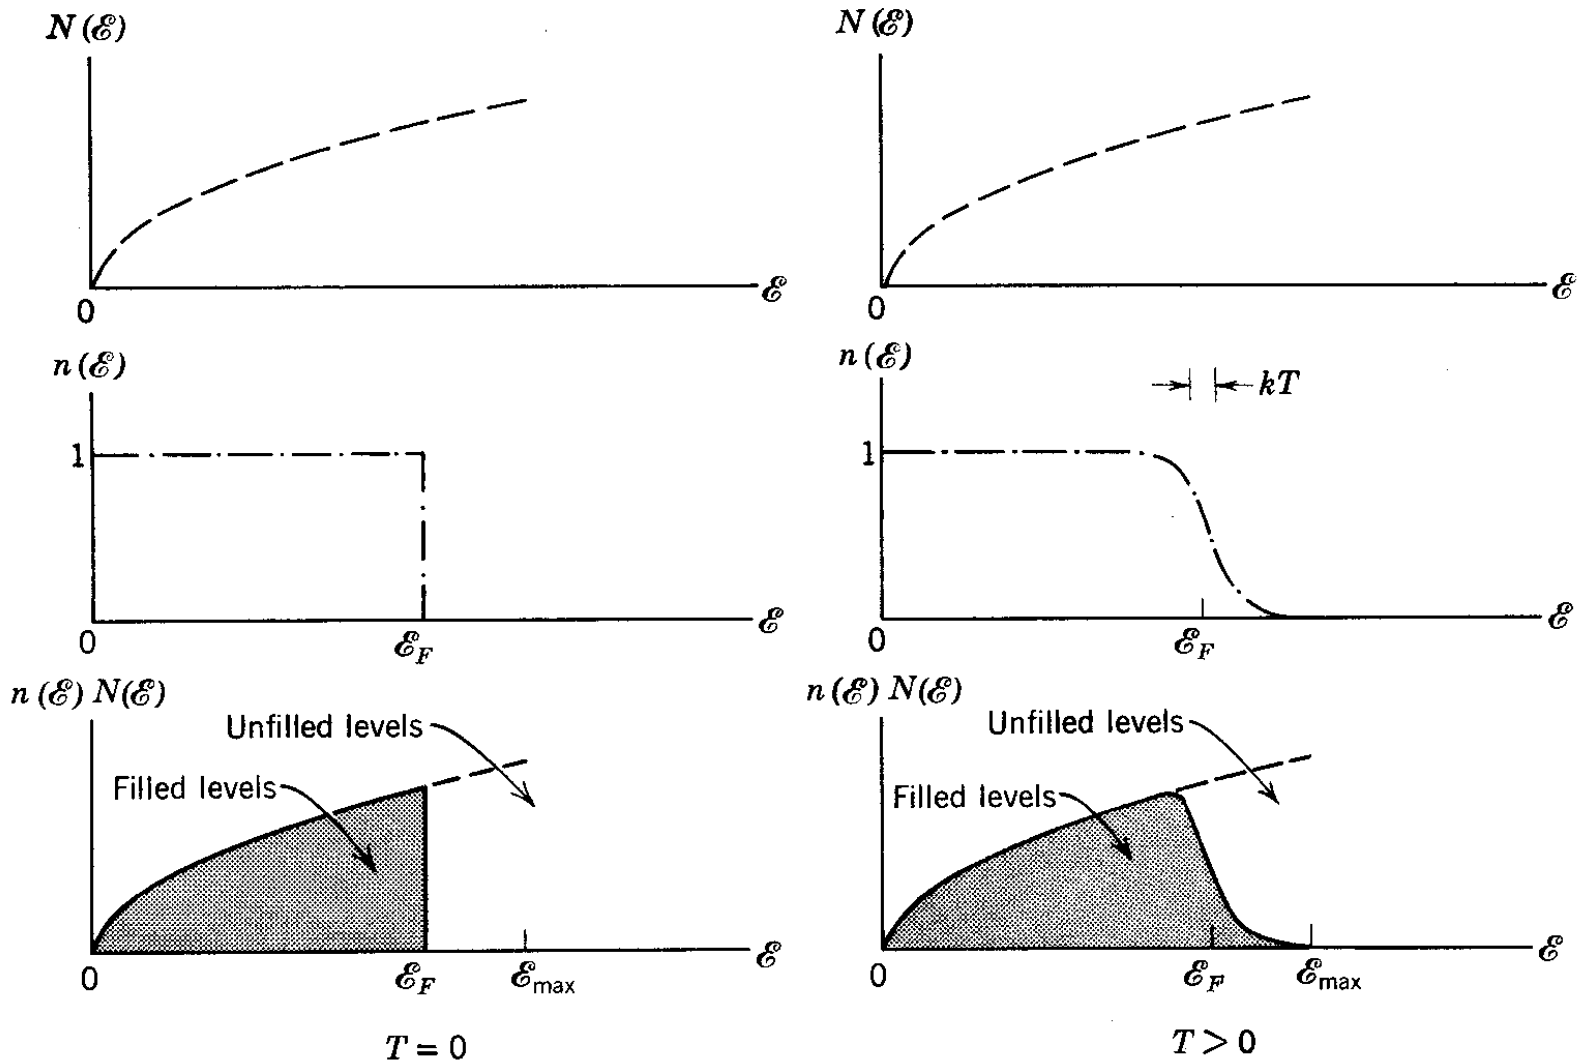 N(ℰ)
ℰ
0
N(ℰ)
ℰ
0
n(ℰ)
1
0
ℰ_F
ℰ
n(ℰ)
kT
1
0
ℰ_F
ℰ
n(ℰ) N(ℰ)
Unfilled levels
Filled levels
0
ℰ_F
ℰ_max
ℰ
T = 0
n(ℰ) N(ℰ)
Unfilled levels
Filled levels
0
ℰ_F
ℰ_max
ℰ
T > 0